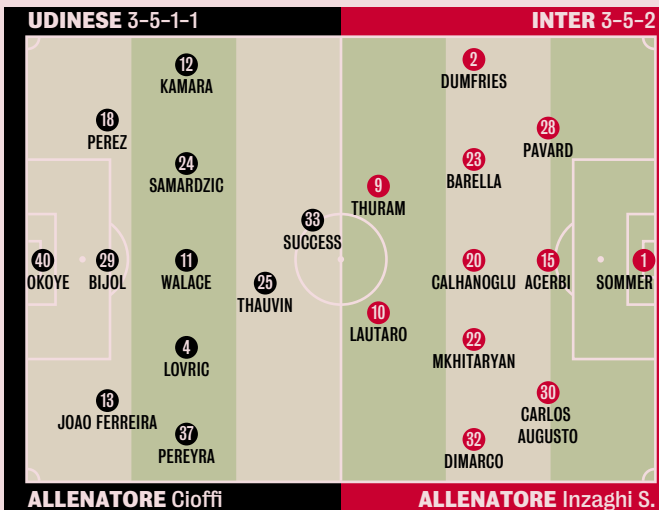 UDINESE 3-5-1-1
INTER 3-5-2
12
KAMARA
18
PEREZ
24
SAMARDZIC
33
SUCCESS
40
OKOYE
29
BIJOL
11
WALACE
25
THAUVIN
4
LOVRIC
13
JOAO FERREIRA
37
PEREYRA
2
DUMFRIES
28
PAVARD
23
BARELLA
9
THURAM
20
CALHANOGLU
15
ACERBI
1
SOMMER
10
LAUTARO
22
MKHITARYAN
30
CARLOS
AUGUSTO
32
DIMARCO
ALLENATORE Cioffi
ALLENATORE Inzaghi S.